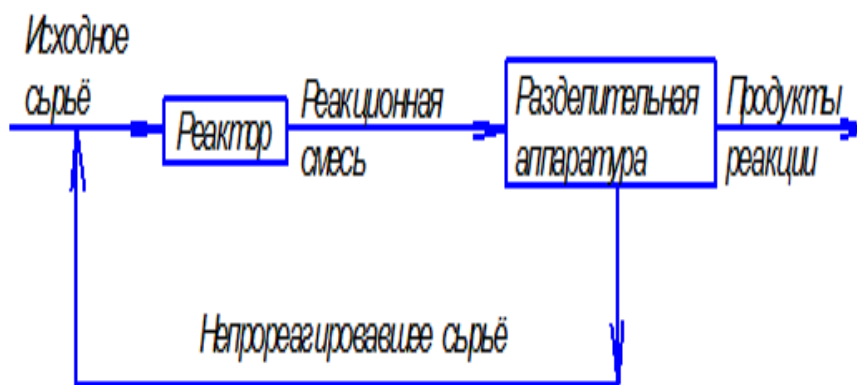 Исходное
сырьё
Реактор
Реакционная
смесь
Разделительная
аппаратура
Продукты
реакции
Непрореагировавшее сырьё